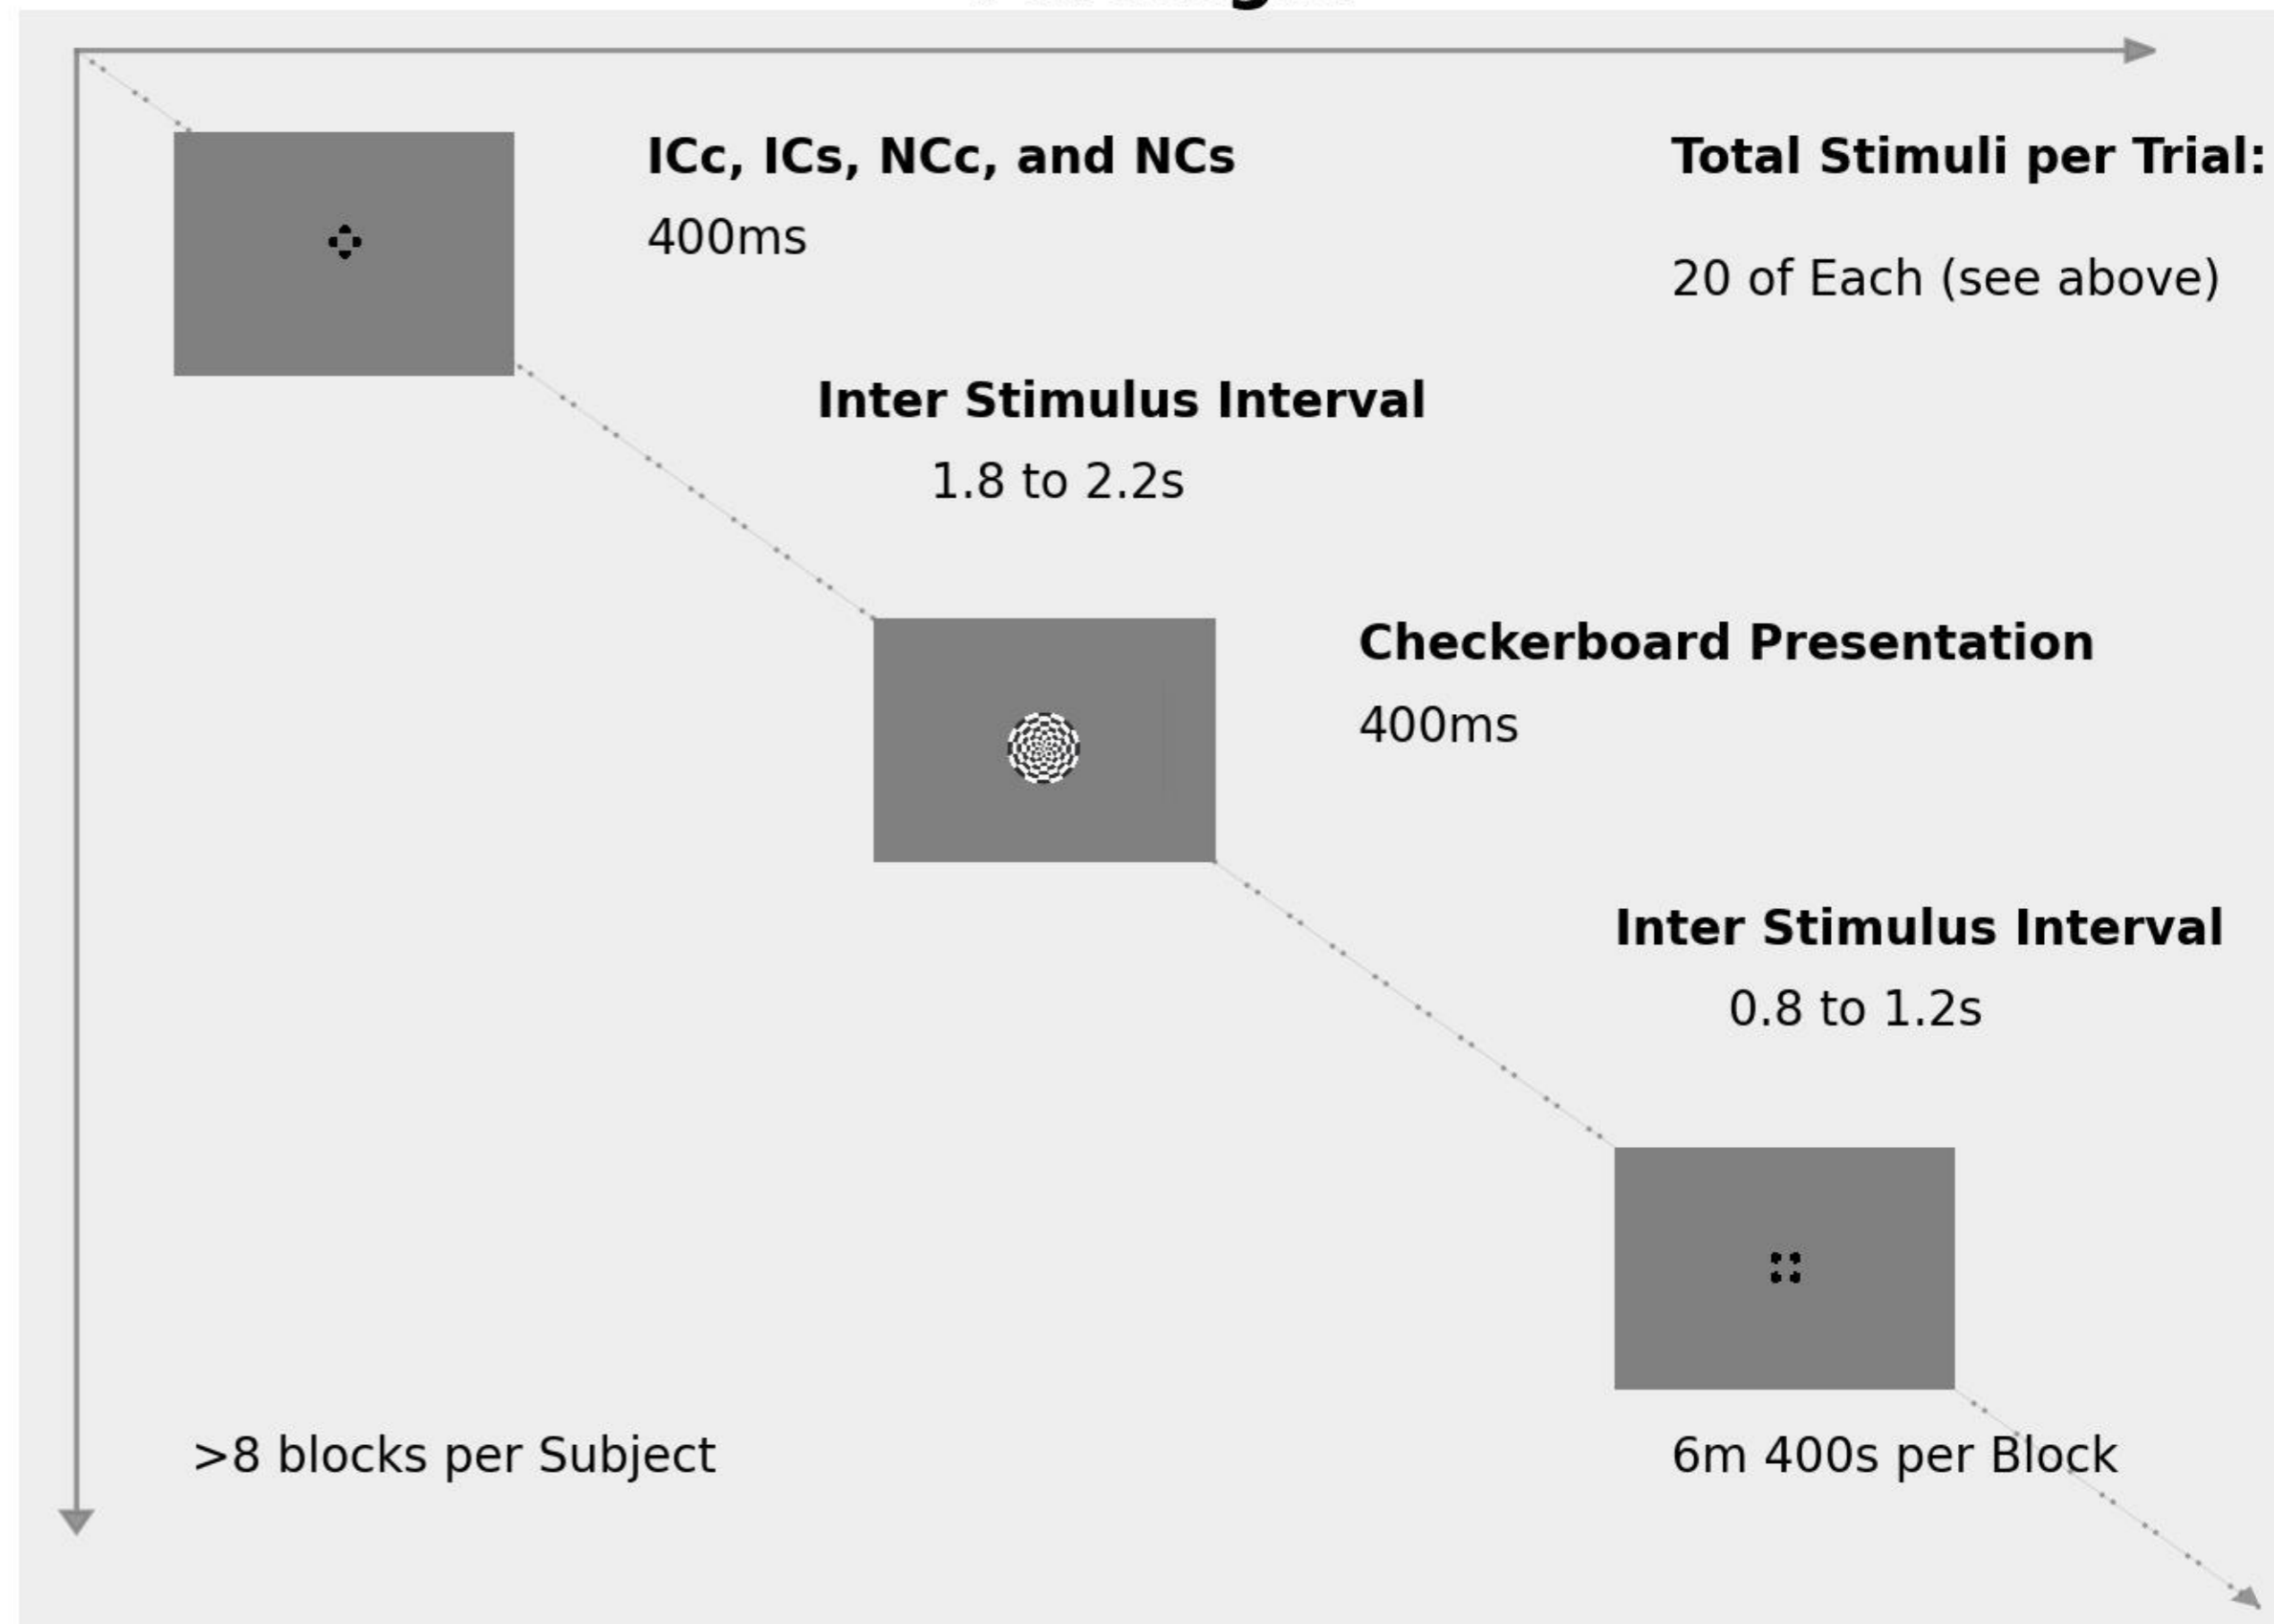 ICc, ICs, NCc, and NCs
400ms
Total Stimuli per Trial:
20 of Each (see above)
Inter Stimulus Interval
1.8 to 2.2s
Checkerboard Presentation
400ms
Inter Stimulus Interval
0.8 to 1.2s
>8 blocks per Subject
6m 400s per Block